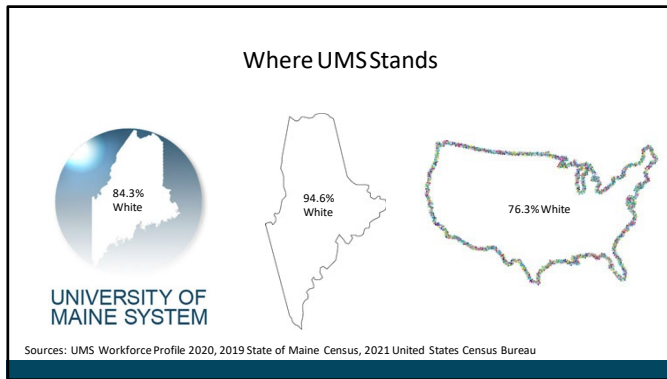 Where UMS Stands
84.3%
White
94.6%
White
76.3% White
UNIVERSITY OF
MAINE SYSTEM
Sources: UMS Workforce Profile 2020, 2019 State of Maine Census, 2021 United States Census Bureau